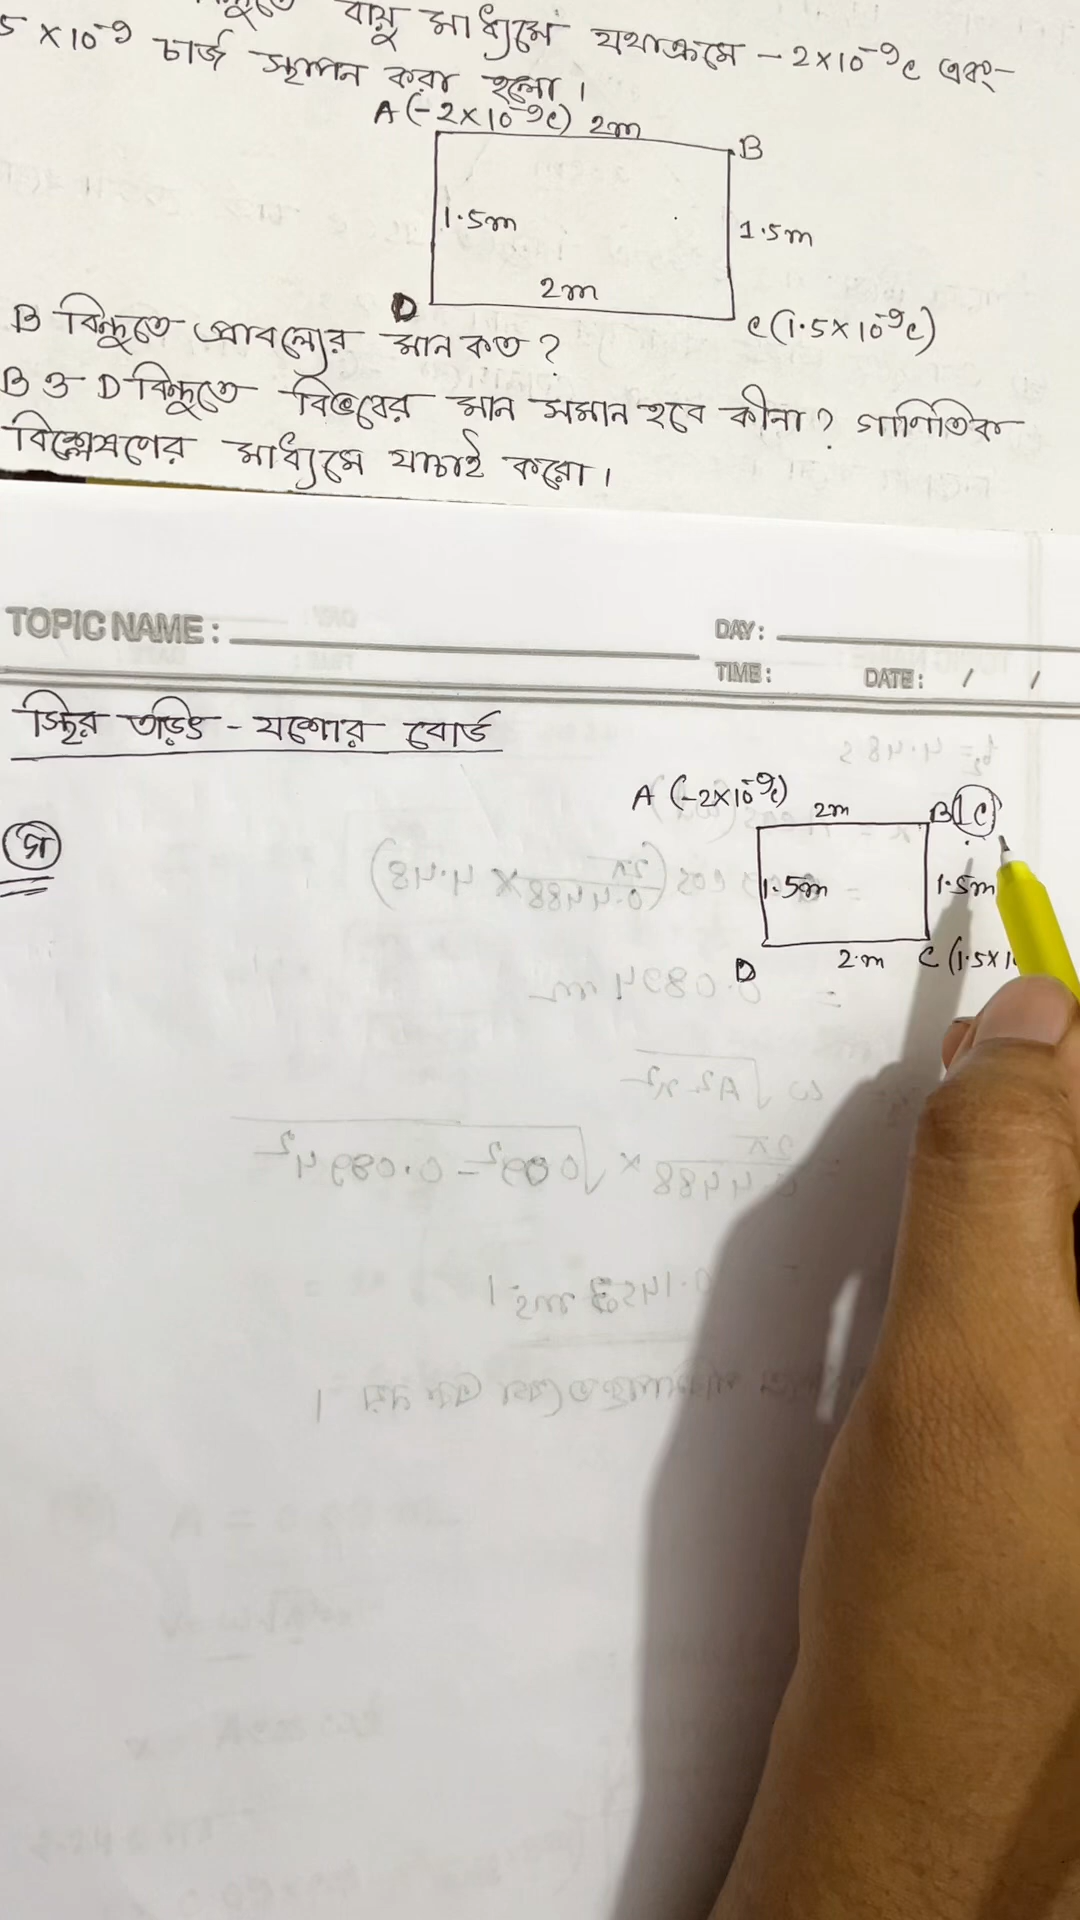 বায়ু মাধ্যমে যথাক্রমে -2×10⁻⁹C এবং
5 ×10⁻⁹ চার্জ স্থাপন করা হলো।
A (-2×10⁻⁹C) 2m
B
1.5m
1.5m
2m
D
C (1.5×10⁻⁹C)
B বিন্দুতে প্রাবল্যের মান কত ?
B ও D বিন্দুতে বিভবের মান সমান হবে কীনা? গাণিতিক
বিশ্লেষণের মাধ্যমে যাচাই করো।
TOPIC NAME :
DAY :
TIME :
DATE : / /
স্থির তড়িৎ - যশোর বোর্ড
গ
A (-2×10⁻⁹C)
2m
B (1C)
1.5m
1.5m
D
2.m
C (1.5×1